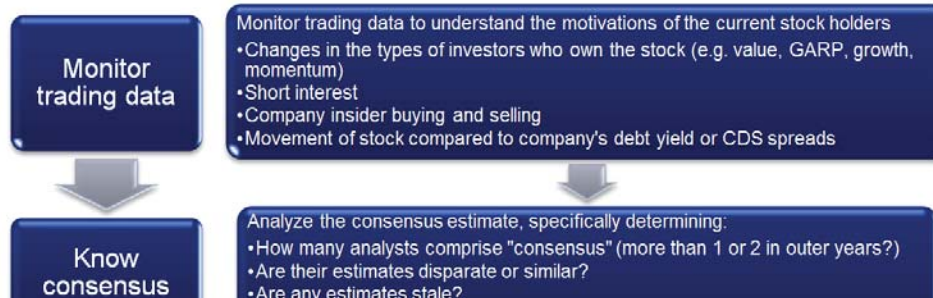 Monitor
trading data
Monitor trading data to understand the motivations of the current stock holders
•Changes in the types of investors who own the stock (e.g. value, GARP, growth,
momentum)
•Short interest
•Company insider buying and selling
•Movement of stock compared to company's debt yield or CDS spreads
Know
consensus
Analyze the consensus estimate, specifically determining:
•How many analysts comprise "consensus" (more than 1 or 2 in outer years?)
•Are their estimates disparate or similar?
•Are any estimates stale?